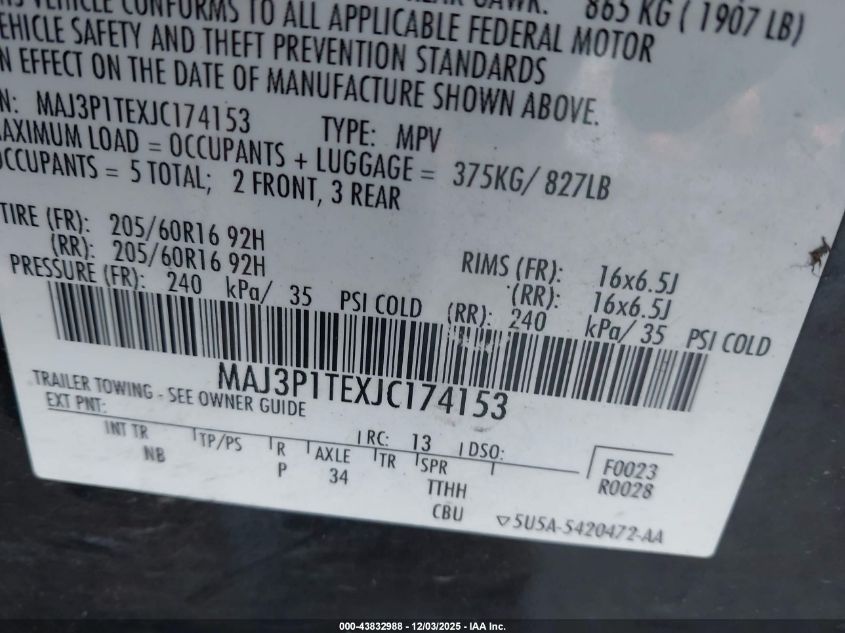 865 KG ( 1907 LB)
VEHICLE CONFORMS TO ALL APPLICABLE FEDERAL MOTOR
EHICLE SAFETY AND THEFT PREVENTION STANDARDS
N EFFECT ON THE DATE OF MANUFACTURE SHOWN ABOVE.
N: MAJ3P1TEXJC174153 TYPE: MPV
AXIMUM LOAD = OCCUPANTS + LUGGAGE = 375KG/ 827LB
OCCUPANTS = 5 TOTAL; 2 FRONT, 3 REAR
TIRE (FR): 205/60R16 92H RIMS (FR): 16x6.5J
(RR): 205/60R16 92H (RR): 16x6.5J
PRESSURE (FR): 240 kPa/ 35 PSI COLD (RR): 240 kPa/ 35 PSI COLD
MAJ3P1TEXJC174153
TRAILER TOWING - SEE OWNER GUIDE
EXT PNT: RC: 13 DSO:
INT TR TP/PS R AXLE TR SPR F0023
NB P 34 TTHH R0028
CBU ▽5U5A-5420472-AA
000-43832988 - 12/03/2025 - IAA Inc.